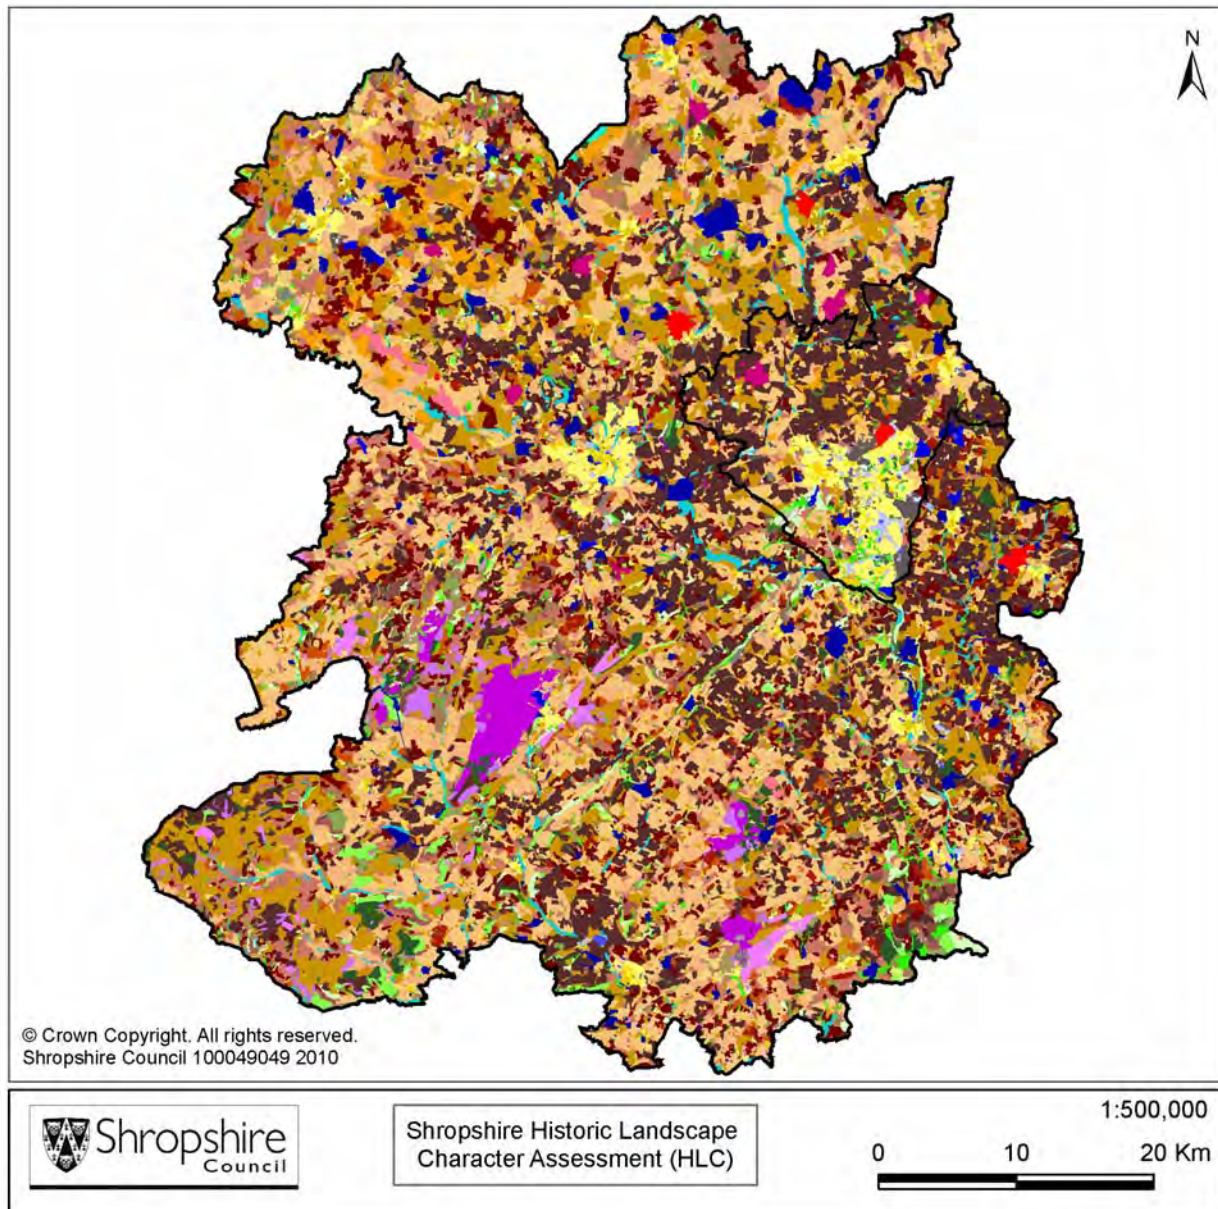 N
© Crown Copyright. All rights reserved.
Shropshire Council 100049049 2010
Shropshire
Council
Shropshire Historic Landscape
Character Assessment (HLC)
1:500,000
0 10 20 Km